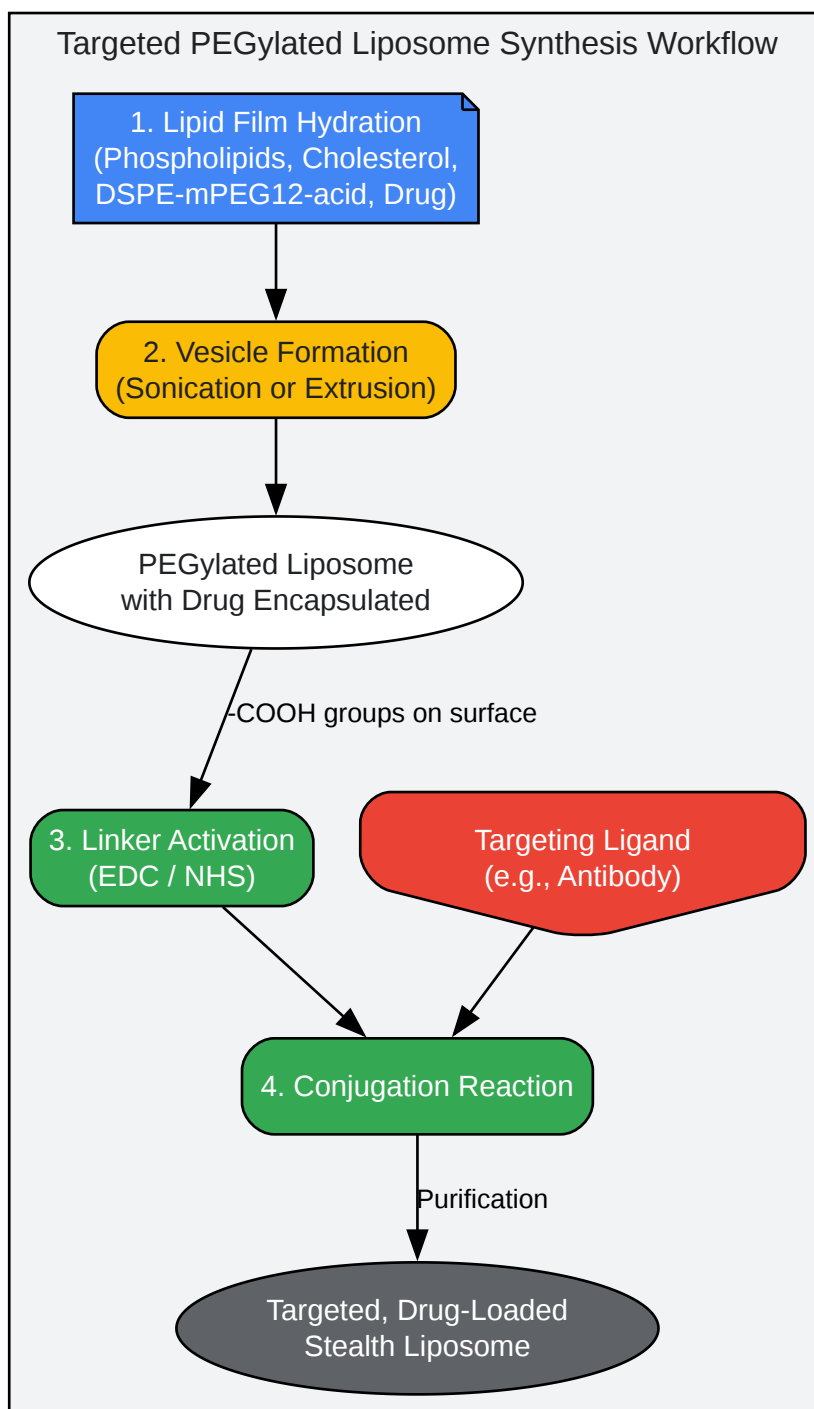 Targeted PEGylated Liposome Synthesis Workflow
1. Lipid Film Hydration
(Phospholipids, Cholesterol,
DSPE-mPEG12-acid, Drug)
2. Vesicle Formation
(Sonication or Extrusion)
PEGylated Liposome
with Drug Encapsulated
-COOH groups on surface
3. Linker Activation
(EDC / NHS)
Targeting Ligand
(e.g., Antibody)
4. Conjugation Reaction
Purification
Targeted, Drug-Loaded
Stealth Liposome